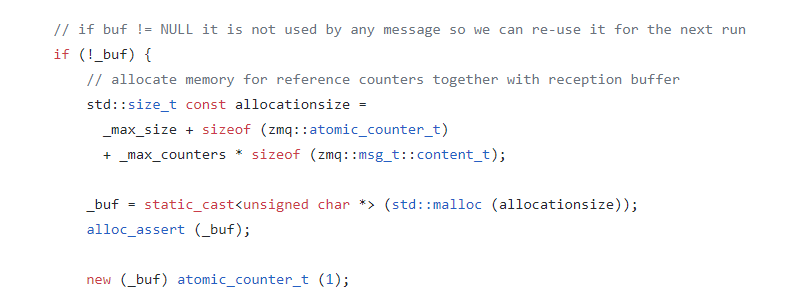 // if buf != NULL it is not used by any message so we can re-use it for the next run
if (!_buf) {
// allocate memory for reference counters together with reception buffer
std::size_t const allocationsize =
_max_size + sizeof (zmq::atomic_counter_t)
+ _max_counters * sizeof (zmq::msg_t::content_t);
_buf = static_cast<unsigned char *> (std::malloc (allocationsize));
alloc_assert (_buf);
new (_buf) atomic_counter_t (1);